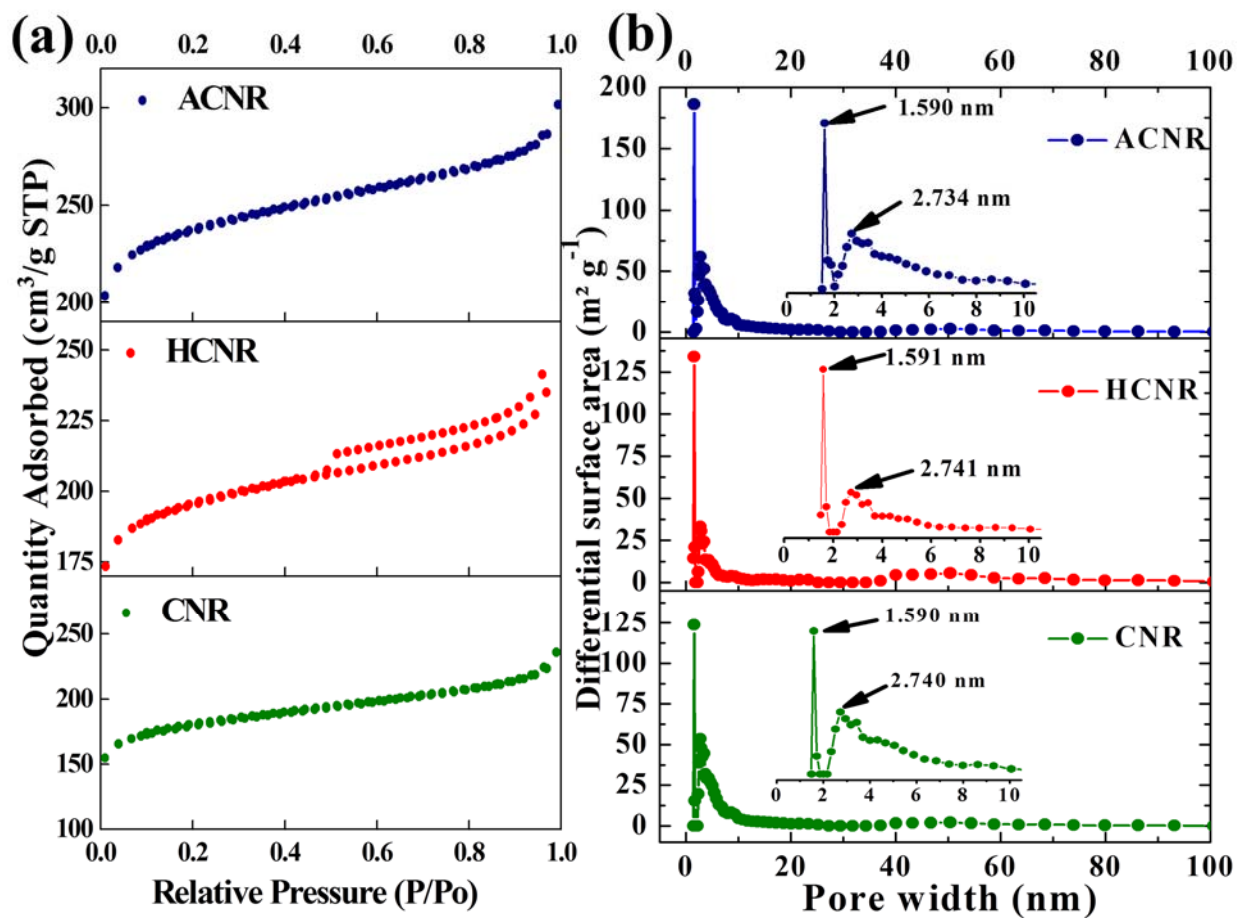 (a)
0.0 0.2 0.4 0.6 0.8 1.0
Quantity Adsorbed (cm³/g STP)
300
250
200
ACNR
250
225
200
175
HCNR
250
200
150
100
CNR
0.0 0.2 0.4 0.6 0.8 1.0
Relative Pressure (P/Po)
(b)
0 20 40 60 80 100
Differential surface area (m² g⁻¹)
200
150
100
50
0
1.590 nm
2.734 nm
ACNR
0 2 4 6 8 10
125
100
75
50
25
0
1.591 nm
2.741 nm
HCNR
0 2 4 6 8 10
125
100
75
50
25
0
1.590 nm
2.740 nm
CNR
0 2 4 6 8 10
0 20 40 60 80 100
Pore width (nm)